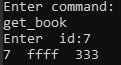 Enter command:
get_book
Enter  id:7
7  ffff  333